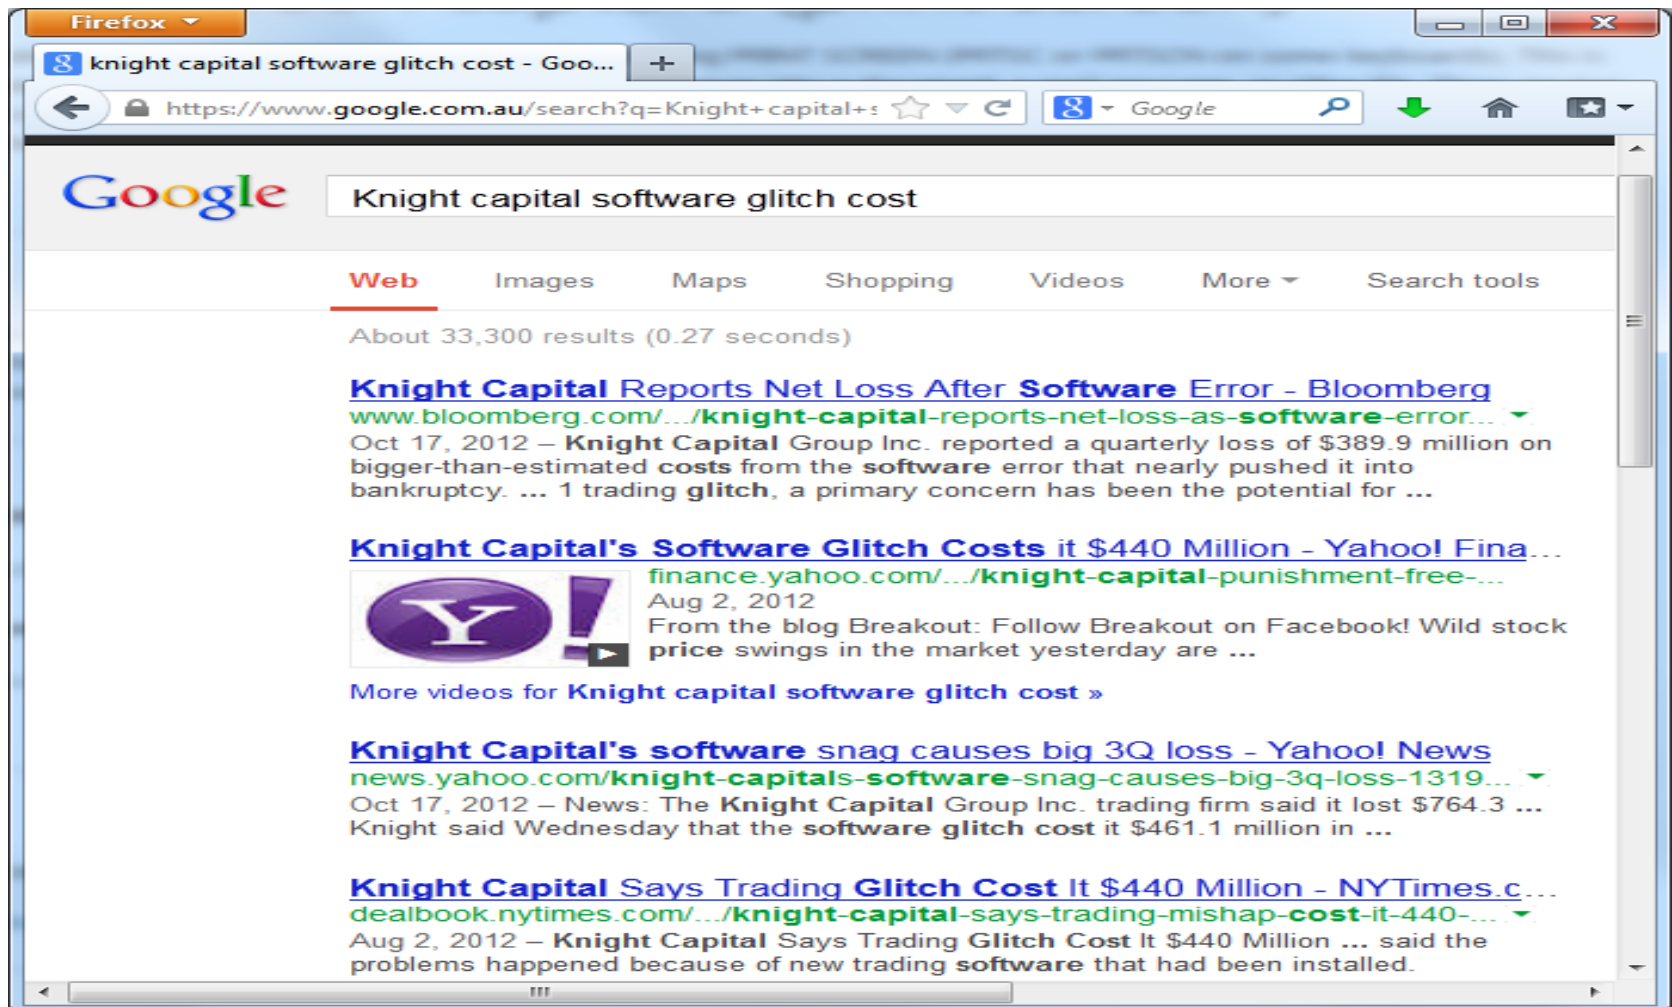 Firefox
knight capital software glitch cost - Goo...
https://www.google.com.au/search?q=Knight+capital+s
Google
Google
Knight capital software glitch cost
Web Images Maps Shopping Videos More Search tools
About 33,300 results (0.27 seconds)
Knight Capital Reports Net Loss After Software Error - Bloomberg
www.bloomberg.com/.../knight-capital-reports-net-loss-as-software-error...
Oct 17, 2012 – Knight Capital Group Inc. reported a quarterly loss of $389.9 million on
bigger-than-estimated costs from the software error that nearly pushed it into
bankruptcy. ... 1 trading glitch, a primary concern has been the potential for ...
Knight Capital's Software Glitch Costs it $440 Million - Yahoo! Fina...
finance.yahoo.com/.../knight-capital-punishment-free-...
Aug 2, 2012
From the blog Breakout: Follow Breakout on Facebook! Wild stock
price swings in the market yesterday are ...
Y!
More videos for Knight capital software glitch cost »
Knight Capital's software snag causes big 3Q loss - Yahoo! News
news.yahoo.com/knight-capitals-software-snag-causes-big-3q-loss-1319...
Oct 17, 2012 – News: The Knight Capital Group Inc. trading firm said it lost $764.3 ...
Knight said Wednesday that the software glitch cost it $461.1 million in ...
Knight Capital Says Trading Glitch Cost It $440 Million - NYTimes.c...
dealbook.nytimes.com/.../knight-capital-says-trading-mishap-cost-it-440-...
Aug 2, 2012 – Knight Capital Says Trading Glitch Cost It $440 Million ... said the
problems happened because of new trading software that had been installed.